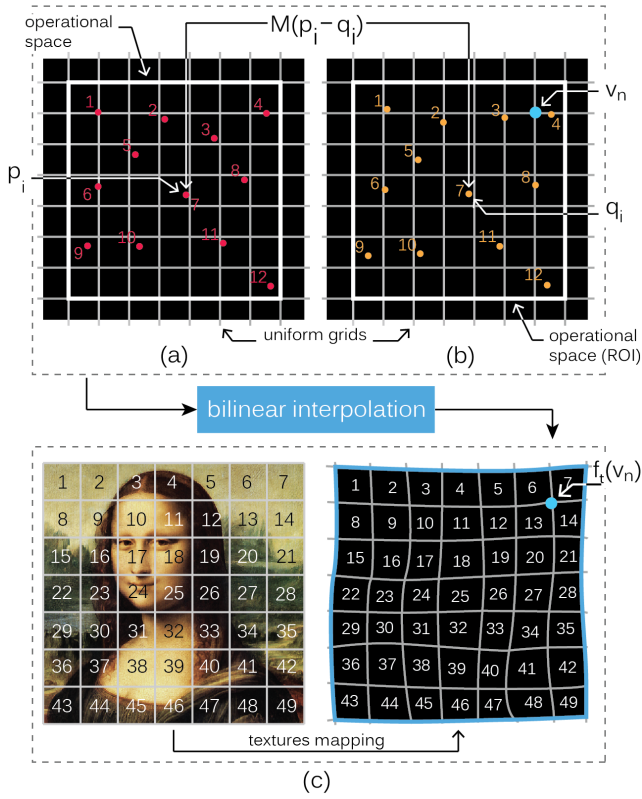 operational
space
M(p_i − q_i)
1
2
3
4
5
6
7
8
9
10
11
12
p_i
1
2
3
4
5
6
7
8
9
10
11
12
v_n
q_i
uniform grids
operational
space (ROI)
(a)
(b)
bilinear interpolation
1 2 3 4 5 6 7
8 9 10 11 12 13 14
15 16 17 18 19 20 21
22 23 24 25 26 27 28
29 30 31 32 33 34 35
36 37 38 39 40 41 42
43 44 45 46 47 48 49
f_t(v_n)
1 2 3 4 5 6 7
8 9 10 11 12 13 14
15 16 17 18 19 20 21
22 23 24 25 26 27 28
29 30 31 32 33 34 35
36 37 38 39 40 41 42
43 44 45 46 47 48 49
textures mapping
(c)